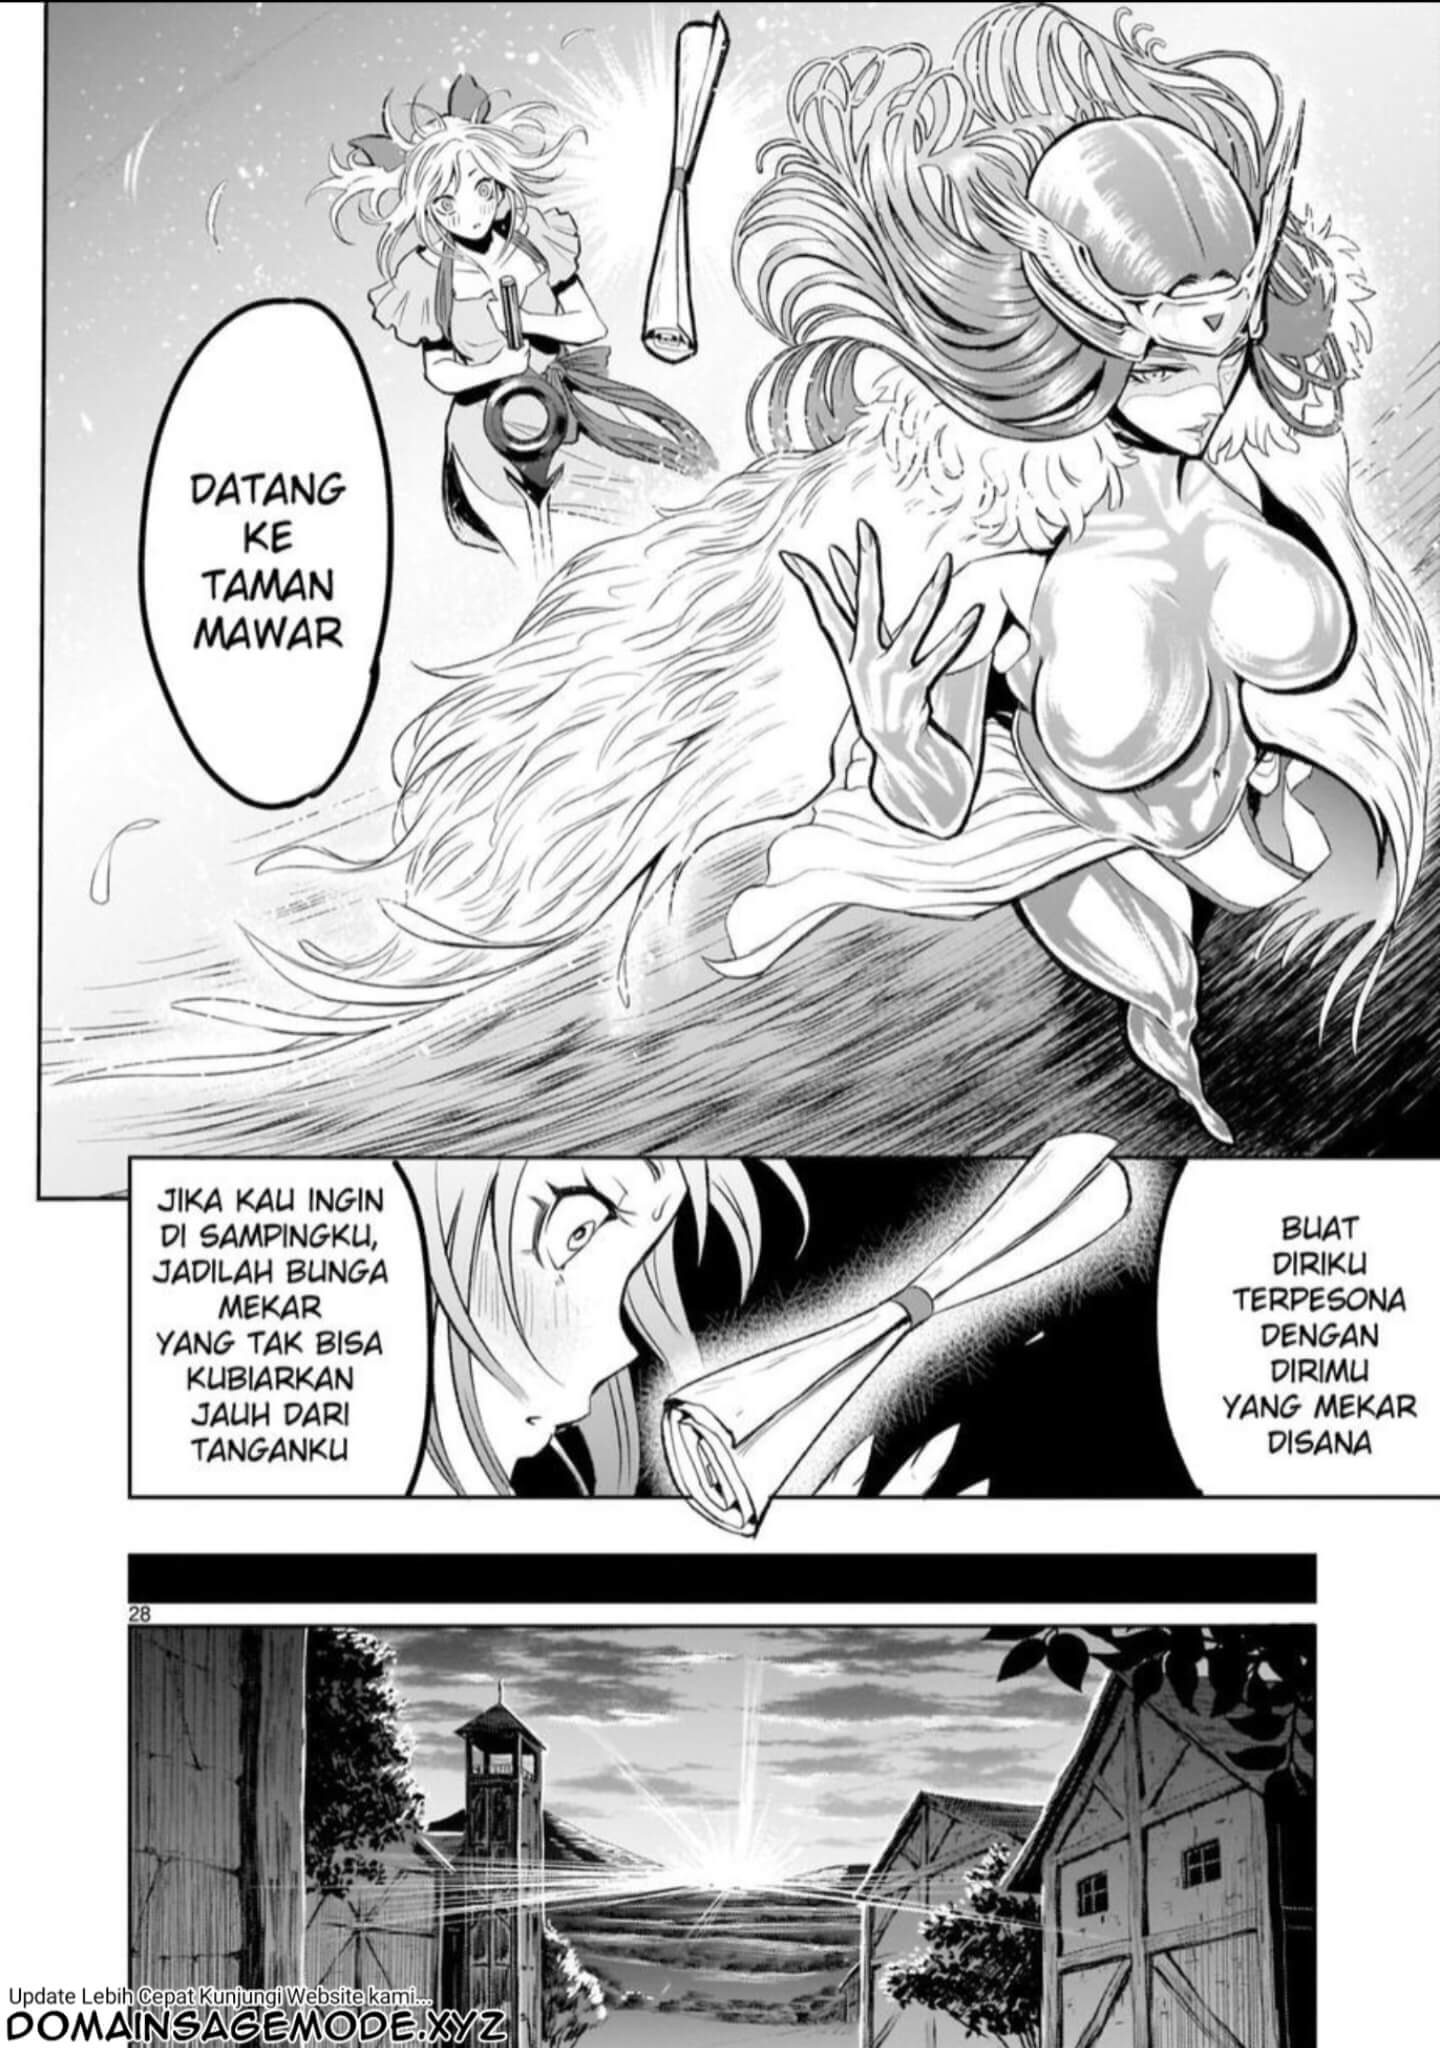 DATANG
KE
TAMAN
MAWAR
BUAT
DIRIKU
TERPESONA
DENGAN
DIRIMU
YANG MEKAR
DISANA
JIKA KAU INGIN
DI SAMPINGKU,
JADILAH BUNGA
MEKAR
YANG TAK BISA
KUBIARKAN
JAUH DARI
TANGANKU
28
Update Lebih Cepat Kunjungi Website kami...
DOMAINSAGEMODE.XYZ